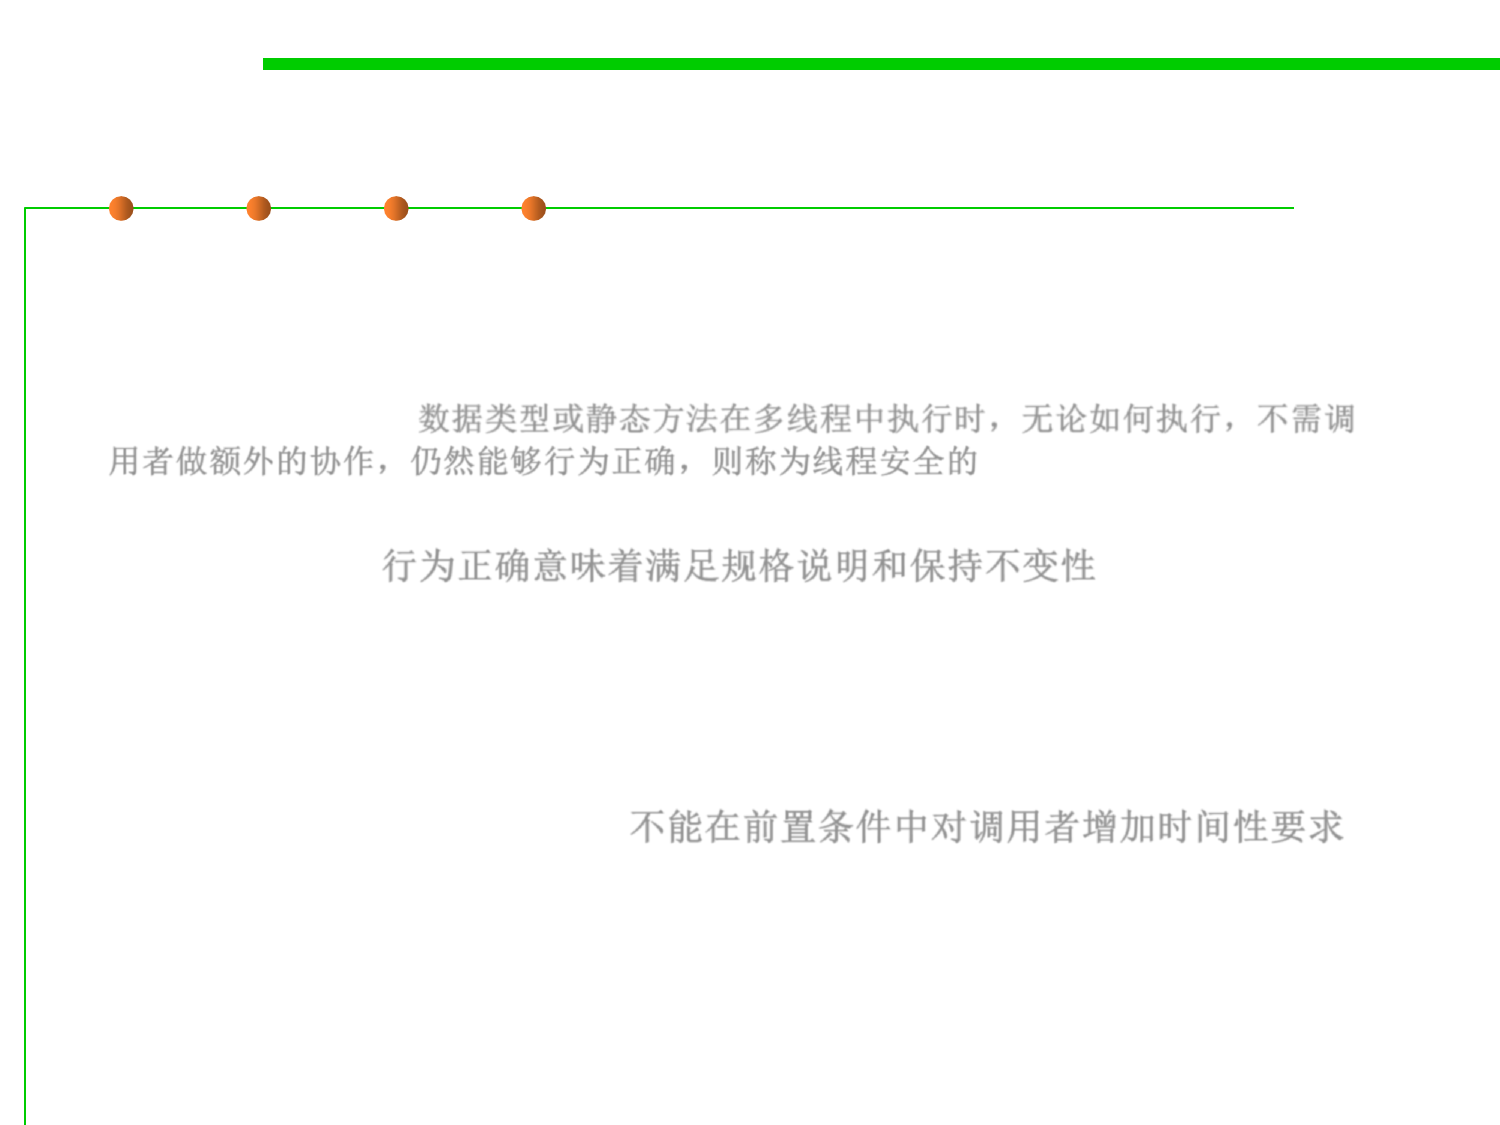 数据类型或静态方法在多线程中执行时，无论如何执行，不需调
用者做额外的协作，仍然能够行为正确，则称为线程安全的
行为正确意味着满足规格说明和保持不变性
不能在前置条件中对调用者增加时间性要求